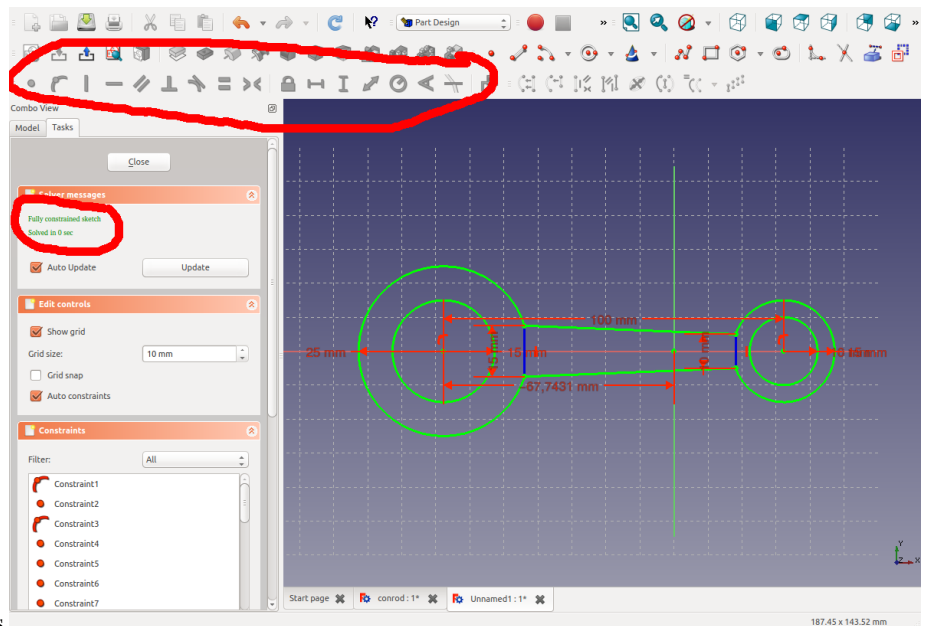 Part Design
»
»
Combo View
Model Tasks
Close
Solver messages
Fully constrained sketch
Solved in 0 sec
Auto Update
Update
Edit controls
Show grid
Grid size:
10 mm
Grid snap
Auto constraints
Constraints
Filter:
All
Constraint1
Constraint2
Constraint3
Constraint4
Constraint5
Constraint6
Constraint7
100 mm
25 mm
15 mm
-67,7431 mm
Y
Z X
Start page
conrod : 1*
Unnamed1 : 1*
187.45 x 143.52 mm